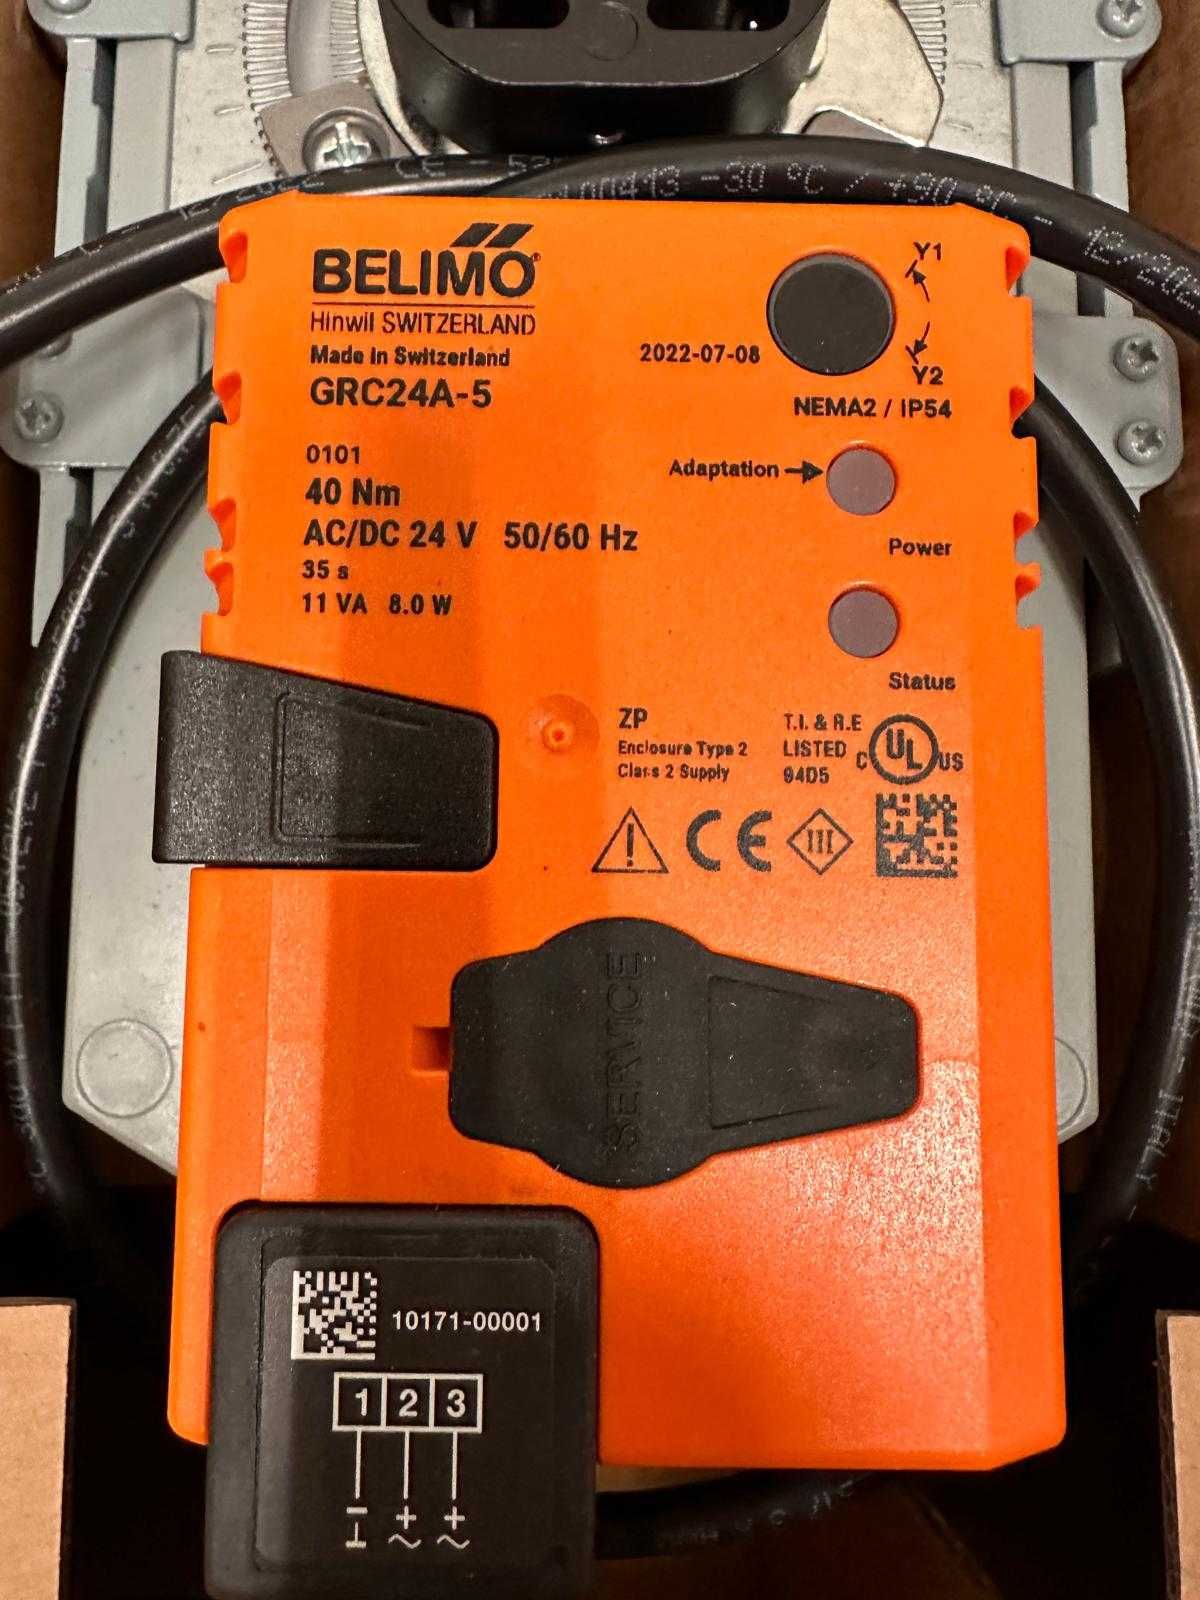 BELIMO
Hinwil SWITZERLAND
Made in Switzerland
GRC24A-5
2022-07-08
Y1
Y2
NEMA2 / IP54
0101
40 Nm
AC/DC 24 V 50/60 Hz
35 s
11 VA 8.0 W
Adaptation
Power
Status
ZP
Enclosure Type 2
Class 2 Supply
T.I. & R.E
LISTED
94D5
C UL US
CE
III
SERVICE
10171-00001
1 2 3
- + +
⊥ ~ ~
-30 °C / +90 °C -